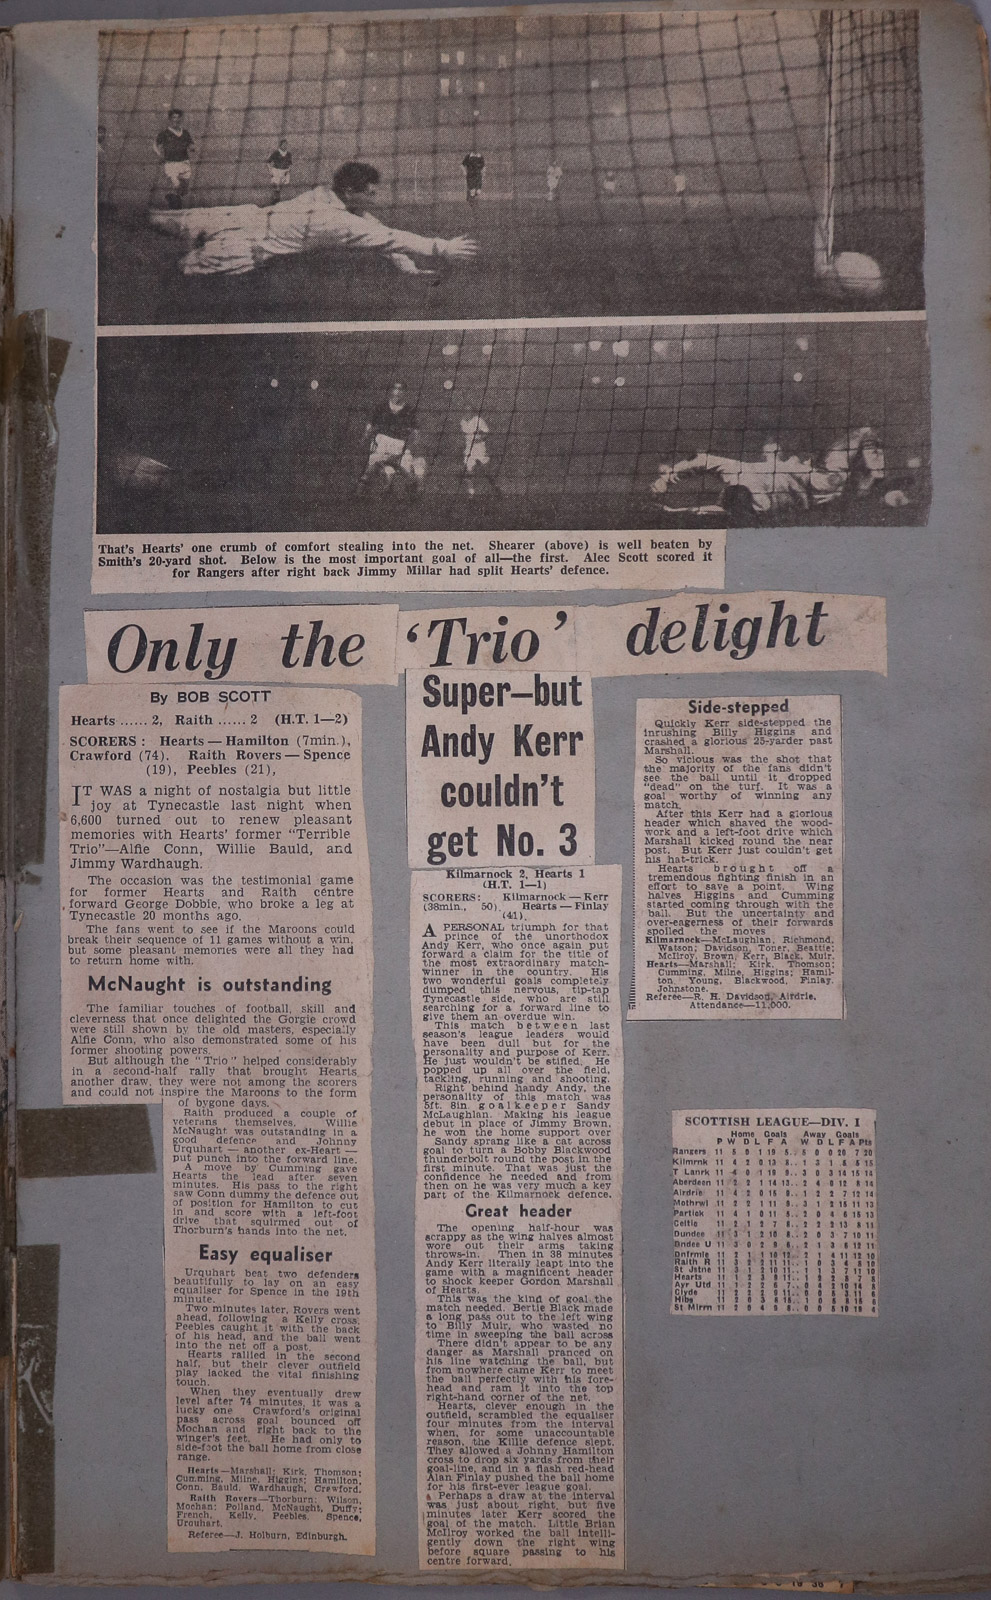 That's Hearts' one crumb of comfort stealing into the net. Shearer (above) is well beaten by
Smith's 20-yard shot. Below is the most important goal of all—the first. Alec Scott scored it
for Rangers after right back Jimmy Millar had split Hearts' defence.
Only the 'Trio' delight
By BOB SCOTT
Hearts ...... 2, Raith ...... 2 (H.T. 1—2)
SCORERS : Hearts — Hamilton (7min.),
Crawford (74). Raith Rovers — Spence
(19), Peebles (21),
IT WAS a night of nostalgia but little
joy at Tynecastle last night when
6,600 turned out to renew pleasant
memories with Hearts' former "Terrible
Trio"—Alfie Conn, Willie Bauld, and
Jimmy Wardhaugh.
The occasion was the testimonial game
for former Hearts and Raith centre
forward George Dobbie, who broke a leg at
Tynecastle 20 months ago.
The fans went to see if the Maroons could
break their sequence of 11 games without a win,
but some pleasant memories were all they had
to return home with.
McNaught is outstanding
The familiar touches of football, skill and
cleverness that once delighted the Gorgie crowd
were still shown by the old masters, especially
Alfie Conn, who also demonstrated some of his
former shooting powers.
But although the "Trio" helped considerably
in a second-half rally that brought Hearts
another draw, they were not among the scorers
and could not inspire the Maroons to the form
of bygone days.
Raith produced a couple of
veterans themselves. Willie
McNaught was outstanding in a
good defence and Johnny
Urquhart — another ex-Heart —
put punch into the forward line.
A move by Cumming gave
Hearts the lead after seven
minutes. His pass to the right
saw Conn dummy the defence out
of position for Hamilton to cut
in and score with a left-foot
drive that squirmed out of
Thorburn's hands into the net.
Easy equaliser
Urquhart beat two defenders
beautifully to lay on an easy
equaliser for Spence in the 19th
minute.
Two minutes later, Rovers went
ahead, following a Kelly cross.
Peebles caught it with the back
of his head, and the ball went
into the net off a post.
Hearts rallied in the second
half, but their clever outfield
play lacked the vital finishing
touch.
When they eventually drew
level after 74 minutes, it was a
lucky one Crawford's original
pass across goal bounced off
Mochan and right back to the
winger's feet. He had only to
side-foot the ball home from close
range.
Hearts—Marshall; Kirk, Thomson;
Cumming, Milne, Higgins; Hamilton,
Conn, Bauld, Wardhaugh, Crawford.
Raith Rovers—Thorburn: Wilson,
Mochan; Polland, McNaught, Duffy;
French, Kelly, Peebles, Spence,
Urquhart.
Referee—J. Holburn, Edinburgh.
Super—but
Andy Kerr
couldn't
get No. 3
Kilmarnock 2, Hearts 1
(H.T. 1—1)
SCORERS: Kilmarnock — Kerr
(38min., 50). Hearts — Finlay
(41).
A PERSONAL triumph for that
prince of the unorthodox
Andy Kerr, who once again put
forward a claim for the title of
the most extraordinary match-
winner in the country. His
two wonderful goals completely
dumped this nervous, tip-tap
Tynecastle side, who are still
searching for a forward line to
give them an overdue win.
This match between last
season's league leaders would
have been dull but for the
personality and purpose of Kerr.
He just wouldn't be stifled. He
popped up all over the field,
tackling, running and shooting.
Right behind handy Andy, the
personality of this match was
5ft. 8in. goalkeeper Sandy
McLaughlan. Making his league
debut in place of Jimmy Brown,
he won the home support over
Sandy sprang like a cat across
goal to turn a Bobby Blackwood
thunderbolt round the post in the
first minute. That was just the
confidence he needed and from
then on he was very much a key
part of the Kilmarnock defence.
Great header
The opening half-hour was
scrappy as the wing halves almost
wore out their arms taking
throws-in. Then in 38 minutes
Andy Kerr literally leapt into the
game with a magnificent header
to shock keeper Gordon Marshall
of Hearts.
This was the kind of goal the
match needed. Bertie Black made
a long pass out to the left wing
to Billy Muir, who wasted no
time in sweeping the ball across
There didn't appear to be any
danger as Marshall pranced on
his line watching the ball, but
from nowhere came Kerr to meet
the ball perfectly with his fore-
head and ram it into the top
right-hand corner of the net.
Hearts, clever enough in the
outfield, scrambled the equaliser
four minutes from the interval
when, for some unaccountable
reason, the Killie defence slept.
They allowed a Johnny Hamilton
cross to drop six yards from their
goal-line, and in a flash red-head
Alan Finlay pushed the ball home
for his first-ever league goal.
Perhaps a draw at the interval
was just about right, but five
minutes later Kerr scored the
goal of the match. Little Brian
McIlroy worked the ball intelli-
gently down the right wing
before square passing to his
centre forward.
Side-stepped
Quickly Kerr side-stepped the
inrushing Billy Higgins and
crashed a glorious 25-yarder past
Marshall.
So vicious was the shot that
the majority of the fans didn't
see the ball until it dropped
"dead" on the turf. It was a
goal worthy of winning any
match.
After this Kerr had a glorious
header which shaved the wood-
work and a left-foot drive which
Marshall kicked round the near
post. But Kerr just couldn't get
his hat-trick.
Hearts brought off a
tremendous fighting finish in an
effort to save a point. Wing
halves Higgins and Cumming
started coming through with the
ball. But the uncertainty and
over-eagerness of their forwards
spoiled the moves
Kilmarnock—McLaughlan, Richmond,
Watson; Davidson, Toner, Beattie;
McIlroy, Brown, Kerr, Black, Muir.
Hearts—Marshall; Kirk, Thomson;
Cumming, Milne, Higgins; Hamil-
ton, Young, Blackwood, Finlay,
Johnstone.
Referee—R. H. Davidson, Airdrie.
Attendance—11,000.
SCOTTISH LEAGUE—DIV. I
Home Goals Away Goals
P W D L F A W D L F A Pts
Rangers 11
Kilmrnk 11
T Lanrk 11
Aberdeen 11
Airdrie 11
Mothrwl 11
Partick 11
Celtic 11
Dundee 11
Dndee U 11
Dnfrmle 11
Raith R 11
St Jstne 11
Hearts 11
Ayr Utd 11
Clyde 11
Hibs 11
St Mirrn 11